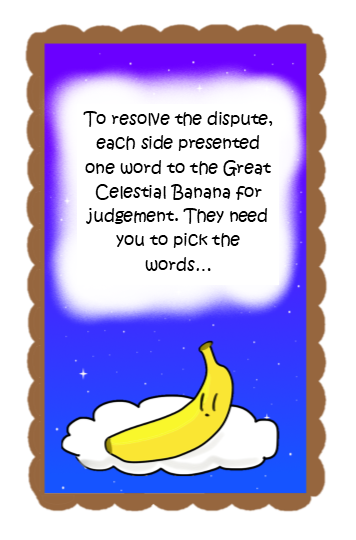 To resolve the dispute,
each side presented
one word to the Great
Celestial Banana for
judgement. They need
you to pick the
words...